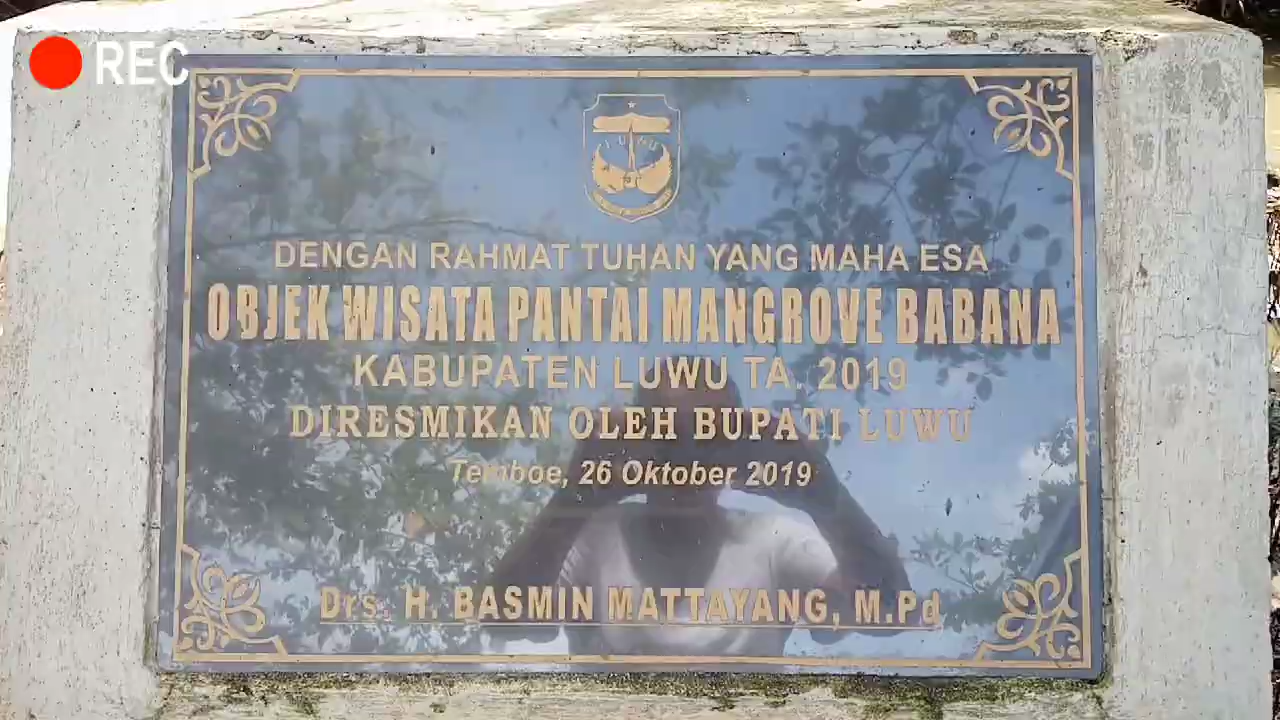 REC
LUWU
DENGAN RAHMAT TUHAN YANG MAHA ESA
OBJEK WISATA PANTAI MANGROVE BABANA
KABUPATEN LUWU TA. 2019
DIRESMIKAN OLEH BUPATI LUWU
Temboe, 26 Oktober 2019
Drs. H. BASMIN MATTAYANG, M.Pd